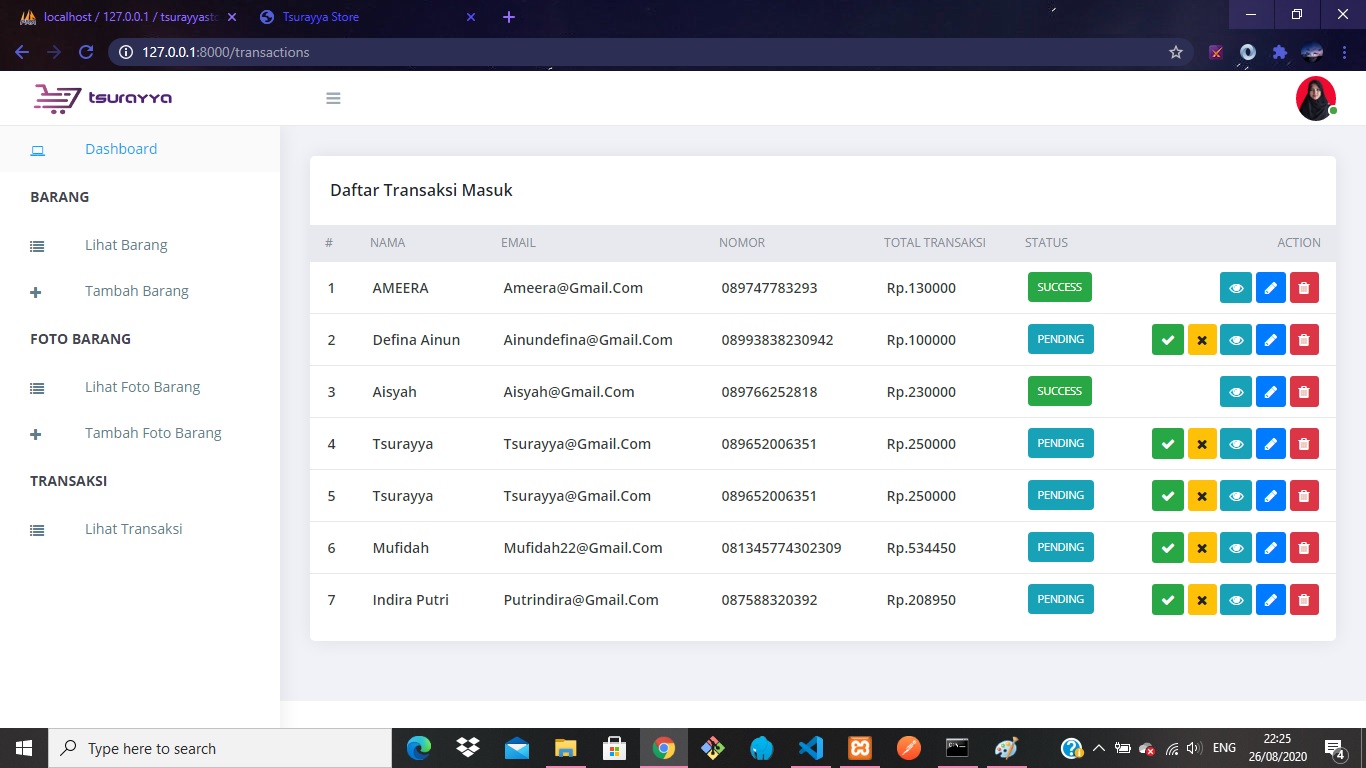 localhost / 127.0.0.1 / tsurayyast
Tsurayya Store
127.0.0.1:8000/transactions
tsurayya
Dashboard
BARANG
Lihat Barang
Tambah Barang
FOTO BARANG
Lihat Foto Barang
Tambah Foto Barang
TRANSAKSI
Lihat Transaksi
Daftar Transaksi Masuk
# NAMA EMAIL NOMOR TOTAL TRANSAKSI STATUS ACTION
1 AMEERA Ameera@Gmail.Com 089747783293 Rp.130000 SUCCESS
2 Defina Ainun Ainundefina@Gmail.Com 08993838230942 Rp.100000 PENDING
3 Aisyah Aisyah@Gmail.Com 089766252818 Rp.230000 SUCCESS
4 Tsurayya Tsurayya@Gmail.Com 089652006351 Rp.250000 PENDING
5 Tsurayya Tsurayya@Gmail.Com 089652006351 Rp.250000 PENDING
6 Mufidah Mufidah22@Gmail.Com 081345774302309 Rp.534450 PENDING
7 Indira Putri Putrindira@Gmail.Com 087588320392 Rp.208950 PENDING
Type here to search
ENG
22:25
26/08/2020
4